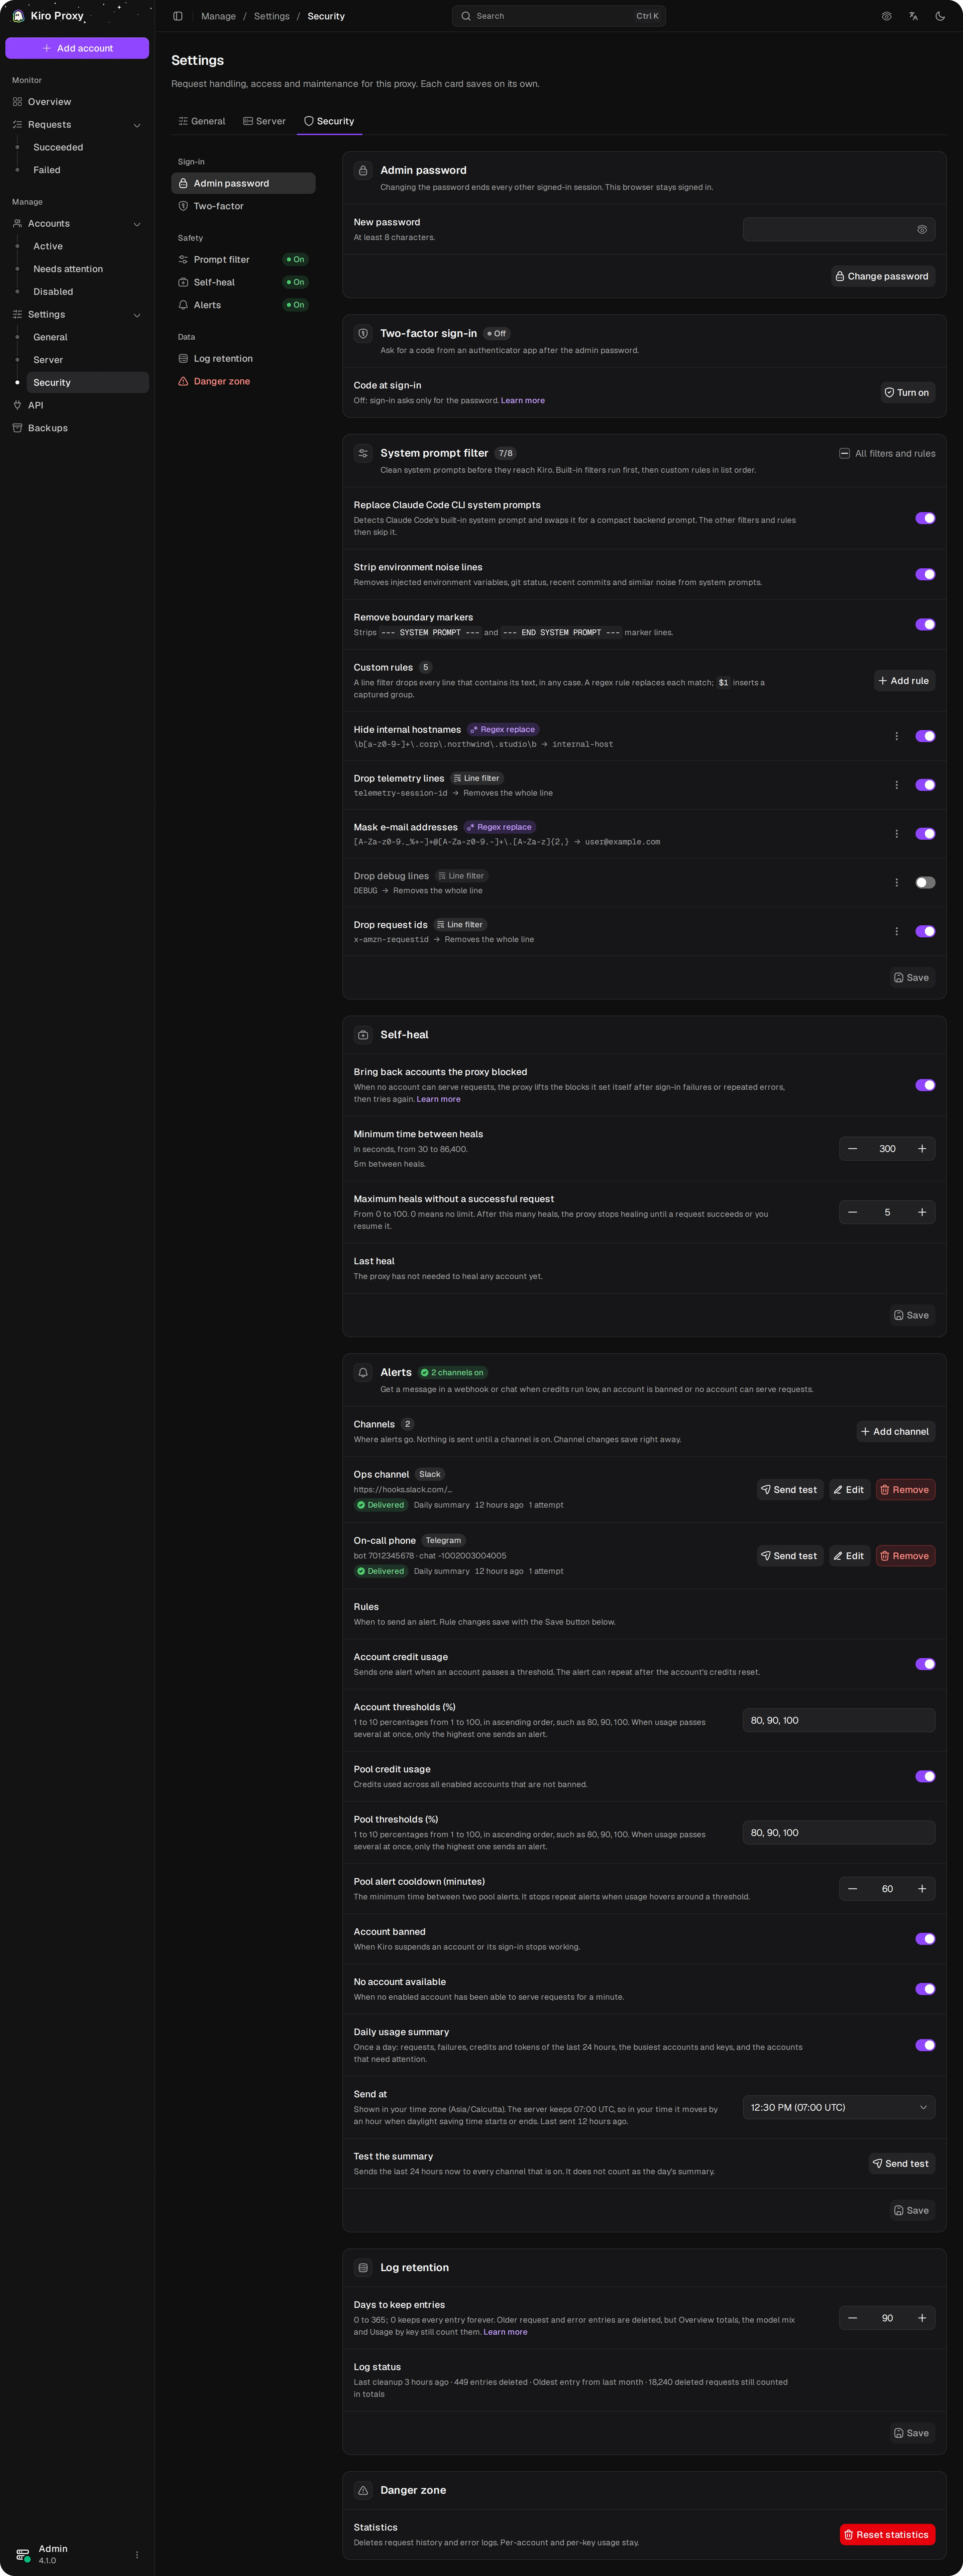 Kiro Proxy
Manage / Settings / Security
Search
Ctrl K
Add account
Monitor
Overview
Requests
Succeeded
Failed
Manage
Accounts
Active
Needs attention
Disabled
Settings
General
Server
Security
API
Backups
Settings
Request handling, access and maintenance for this proxy. Each card saves on its own.
General
Server
Security
Sign-in
Admin password
Two-factor
Safety
Prompt filter
On
Self-heal
On
Alerts
On
Data
Log retention
Danger zone
Admin password
Changing the password ends every other signed-in session. This browser stays signed in.
New password
At least 8 characters.
Change password
Two-factor sign-in
Off
Ask for a code from an authenticator app after the admin password.
Code at sign-in
Off: sign-in asks only for the password. Learn more
Turn on
System prompt filter
7/8
All filters and rules
Clean system prompts before they reach Kiro. Built-in filters run first, then custom rules in list order.
Replace Claude Code CLI system prompts
Detects Claude Code's built-in system prompt and swaps it for a compact backend prompt. The other filters and rules
then skip it.
Strip environment noise lines
Removes injected environment variables, git status, recent commits and similar noise from system prompts.
Remove boundary markers
Strips --- SYSTEM PROMPT --- and --- END SYSTEM PROMPT --- marker lines.
Custom rules
5
A line filter drops every line that contains its text, in any case. A regex rule replaces each match; $1 inserts a
captured group.
Add rule
Hide internal hostnames
Regex replace
\b[a-z0-9-]+\.corp\.northwind\.studio\b → internal-host
Drop telemetry lines
Line filter
telemetry-session-id → Removes the whole line
Mask e-mail addresses
Regex replace
[A-Za-z0-9._%+-]+@[A-Za-z0-9.-]+\.[A-Za-z]{2,} → user@example.com
Drop debug lines
Line filter
DEBUG → Removes the whole line
Drop request ids
Line filter
x-amzn-requestid → Removes the whole line
Save
Self-heal
Bring back accounts the proxy blocked
When no account can serve requests, the proxy lifts the blocks it set itself after sign-in failures or repeated errors,
then tries again. Learn more
Minimum time between heals
In seconds, from 30 to 86,400.
5m between heals.
300
Maximum heals without a successful request
From 0 to 100. 0 means no limit. After this many heals, the proxy stops healing until a request succeeds or you
resume it.
5
Last heal
The proxy has not needed to heal any account yet.
Save
Alerts
2 channels on
Get a message in a webhook or chat when credits run low, an account is banned or no account can serve requests.
Channels
2
Where alerts go. Nothing is sent until a channel is on. Channel changes save right away.
Add channel
Ops channel
Slack
https://hooks.slack.com/…
Delivered Daily summary 12 hours ago 1 attempt
Send test
Edit
Remove
On-call phone
Telegram
bot 7012345678 · chat -1002003004005
Delivered Daily summary 12 hours ago 1 attempt
Send test
Edit
Remove
Rules
When to send an alert. Rule changes save with the Save button below.
Account credit usage
Sends one alert when an account passes a threshold. The alert can repeat after the account's credits reset.
Account thresholds (%)
1 to 10 percentages from 1 to 100, in ascending order, such as 80, 90, 100. When usage passes
several at once, only the highest one sends an alert.
80, 90, 100
Pool credit usage
Credits used across all enabled accounts that are not banned.
Pool thresholds (%)
1 to 10 percentages from 1 to 100, in ascending order, such as 80, 90, 100. When usage passes
several at once, only the highest one sends an alert.
80, 90, 100
Pool alert cooldown (minutes)
The minimum time between two pool alerts. It stops repeat alerts when usage hovers around a threshold.
60
Account banned
When Kiro suspends an account or its sign-in stops working.
No account available
When no enabled account has been able to serve requests for a minute.
Daily usage summary
Once a day: requests, failures, credits and tokens of the last 24 hours, the busiest accounts and keys, and the accounts
that need attention.
Send at
Shown in your time zone (Asia/Calcutta). The server keeps 07:00 UTC, so in your time it moves by
an hour when daylight saving time starts or ends. Last sent 12 hours ago.
12:30 PM (07:00 UTC)
Test the summary
Sends the last 24 hours now to every channel that is on. It does not count as the day's summary.
Send test
Save
Log retention
Days to keep entries
0 to 365; 0 keeps every entry forever. Older request and error entries are deleted, but Overview totals, the model mix
and Usage by key still count them. Learn more
90
Log status
Last cleanup 3 hours ago · 449 entries deleted · Oldest entry from last month · 18,240 deleted requests still counted
in totals
Save
Danger zone
Statistics
Deletes request history and error logs. Per-account and per-key usage stay.
Reset statistics
Admin
4.1.0